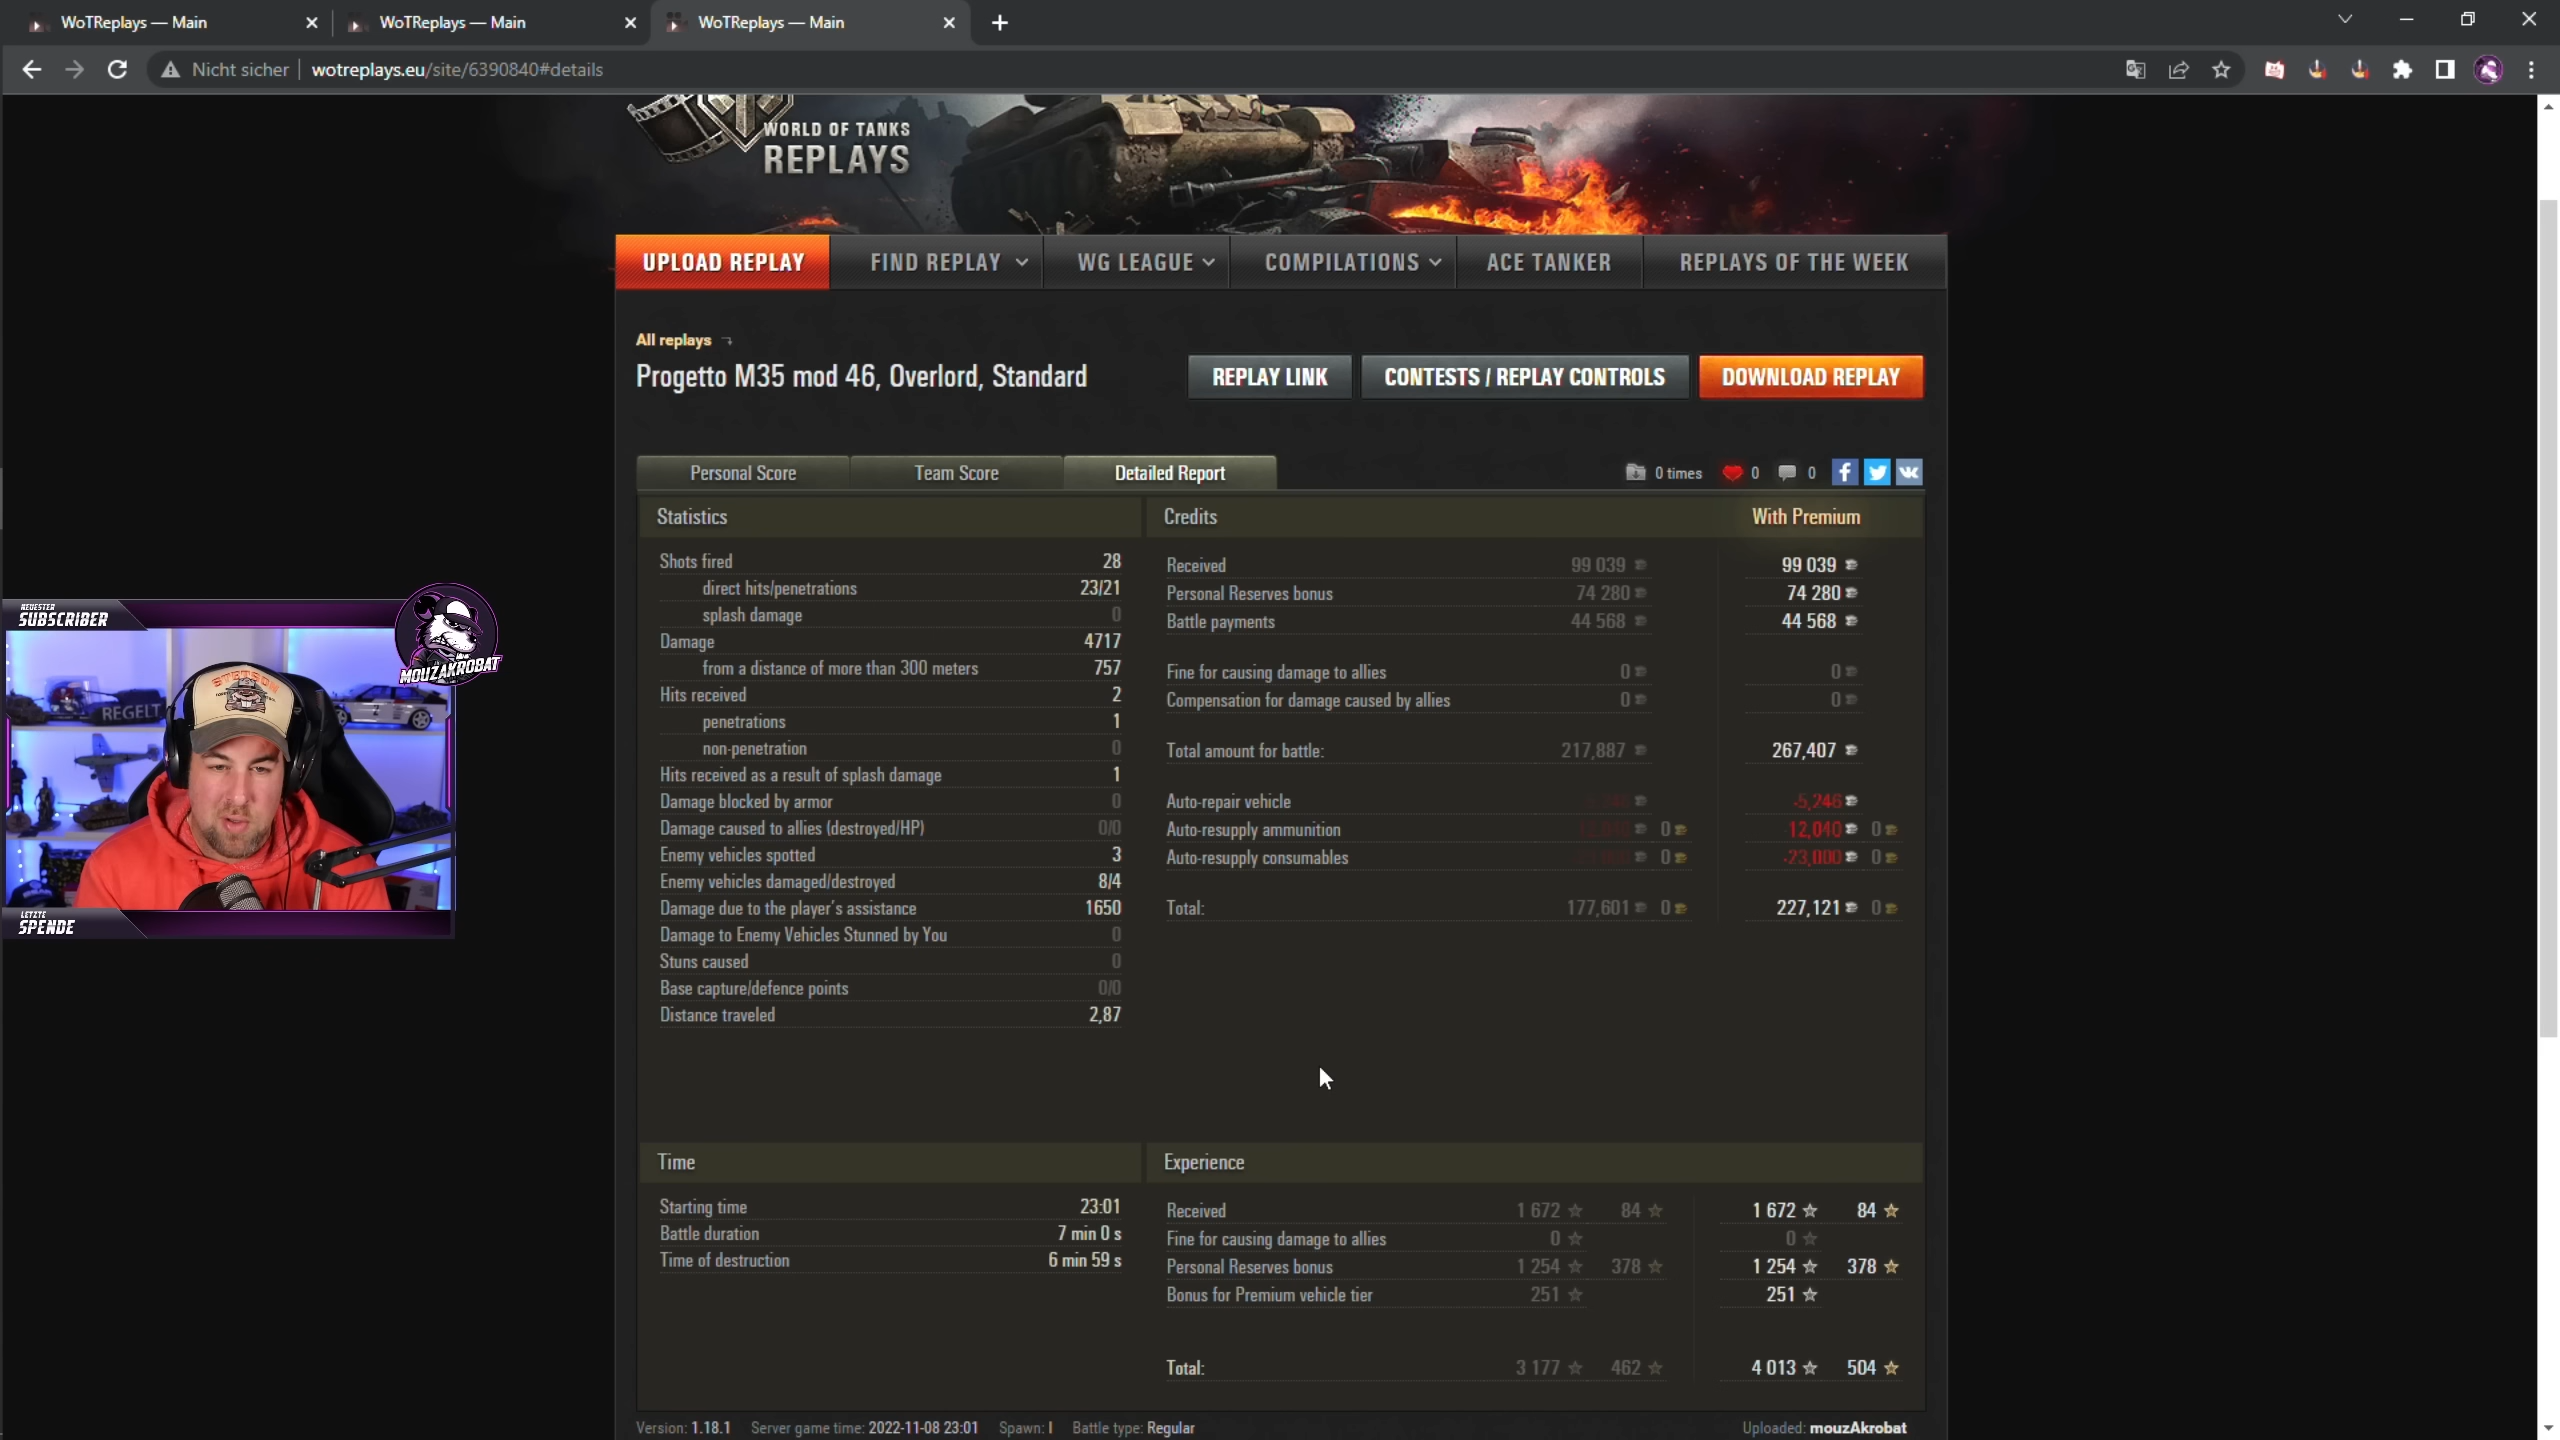 WoTReplays — Main
WoTReplays — Main
WoTReplays — Main
Nicht sicher
wotreplays.eu/site/6390840#details
WORLD OF TANKS
REPLAYS
UPLOAD REPLAY
FIND REPLAY
WG LEAGUE
COMPILATIONS
ACE TANKER
REPLAYS OF THE WEEK
All replays
Progetto M35 mod 46, Overlord, Standard
REPLAY LINK
CONTESTS / REPLAY CONTROLS
DOWNLOAD REPLAY
Personal Score
Team Score
Detailed Report
0 times 0 0
Statistics
Shots fired 28
direct hits/penetrations 23/21
splash damage 0
Damage 4717
from a distance of more than 300 meters 757
Hits received 2
penetrations 1
non-penetration 0
Hits received as a result of splash damage 1
Damage blocked by armor 0
Damage caused to allies (destroyed/HP) 0/0
Enemy vehicles spotted 3
Enemy vehicles damaged/destroyed 8/4
Damage due to the player's assistance 1650
Damage to Enemy Vehicles Stunned by You 0
Stuns caused 0
Base capture/defence points 0/0
Distance traveled 2,87
Credits With Premium
Received 99 039 99 039
Personal Reserves bonus 74 280 74 280
Battle payments 44 568 44 568
Fine for causing damage to allies 0 0
Compensation for damage caused by allies 0 0
Total amount for battle: 217,887 267,407
Auto-repair vehicle -5,246
Auto-resupply ammunition 0 -12,040 0
Auto-resupply consumables 0 -23,000 0
Total: 177,601 0 227,121 0
Time
Starting time 23:01
Battle duration 7 min 0 s
Time of destruction 6 min 59 s
Experience
Received 1 672 84 1 672 84
Fine for causing damage to allies 0 0
Personal Reserves bonus 1 254 378 1 254 378
Bonus for Premium vehicle tier 251 251
Total: 3 177 462 4 013 504
Version: 1.18.1 Server game time: 2022-11-08 23:01 Spawn: I Battle type: Regular
Uploaded: mouzAkrobat
NEUESTER
SUBSCRIBER
MOUZAKROBAT
REGELT
STETSON
LETZTE
SPENDE